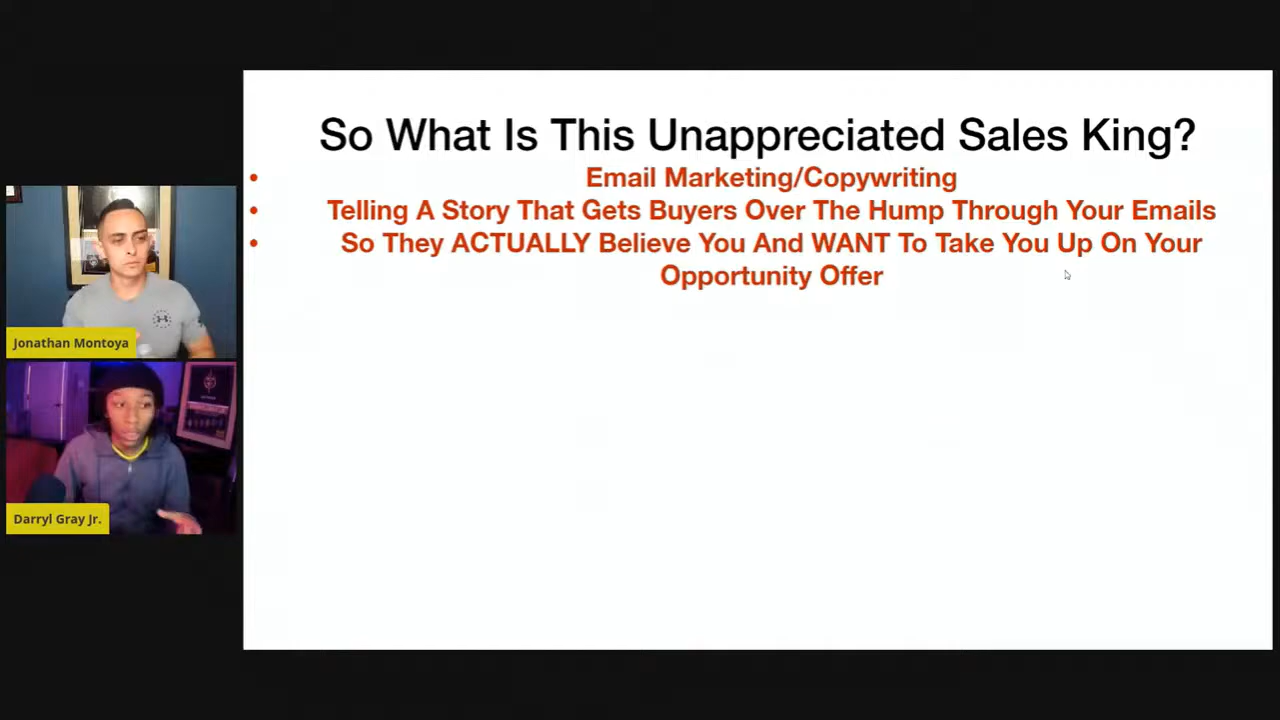 So What Is This Unappreciated Sales King?
• Email Marketing/Copywriting
• Telling A Story That Gets Buyers Over The Hump Through Your Emails
• So They ACTUALLY Believe You And WANT To Take You Up On Your
Opportunity Offer
Jonathan Montoya
Darryl Gray Jr.